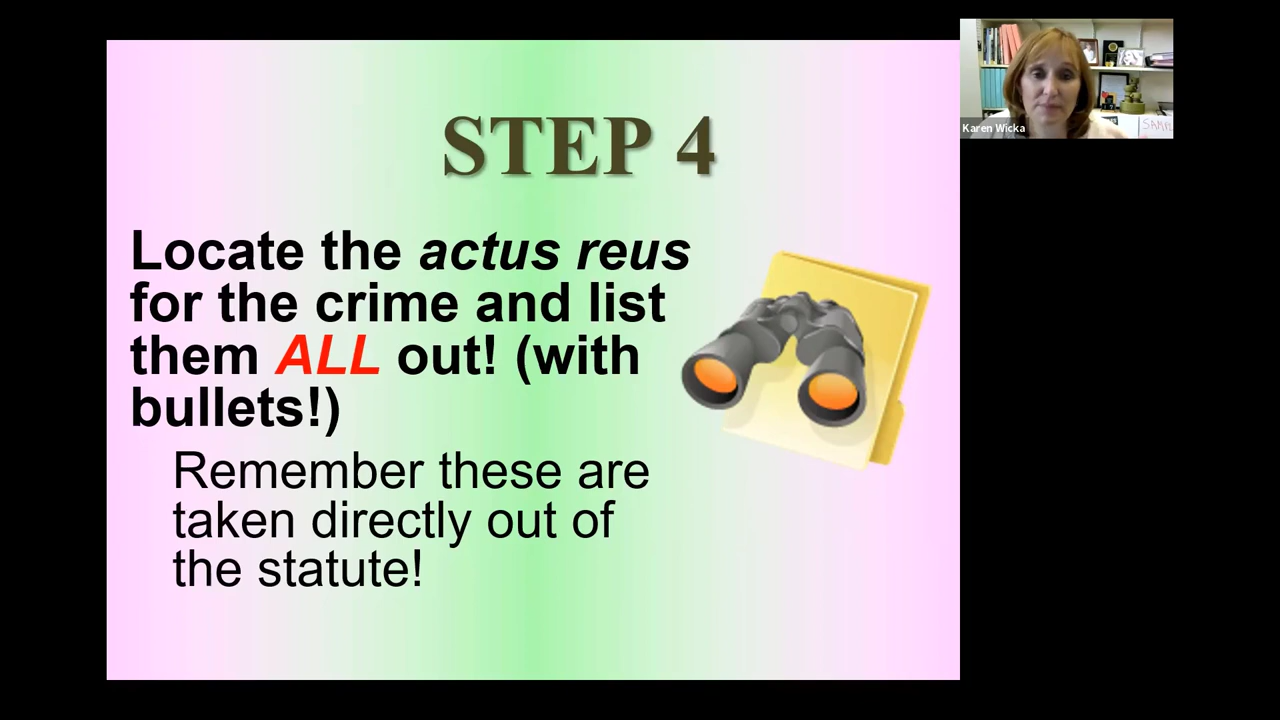 STEP 4
Locate the actus reus
for the crime and list
them ALL out! (with
bullets!)
Remember these are
taken directly out of
the statute!
Karen Wicka